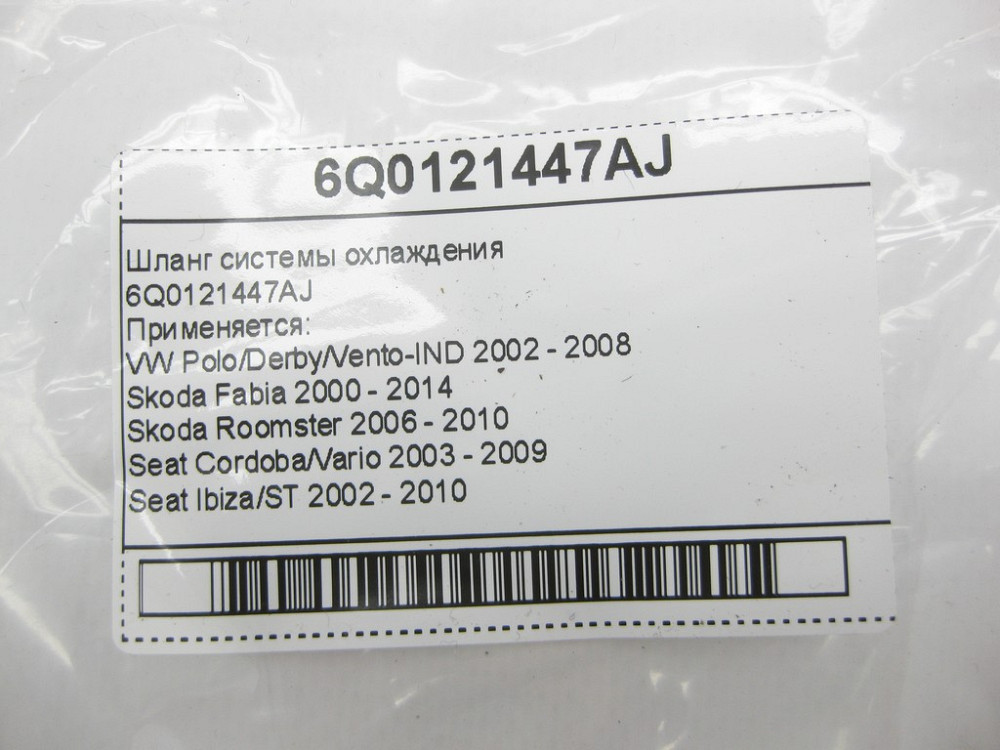 6Q0121447AJ
Шланг системы охлаждения
6Q0121447AJ
Применяется:
VW Polo/Derby/Vento-IND 2002 - 2008
Skoda Fabia 2000 - 2014
Skoda Roomster 2006 - 2010
Seat Cordoba/Vario 2003 - 2009
Seat Ibiza/ST 2002 - 2010